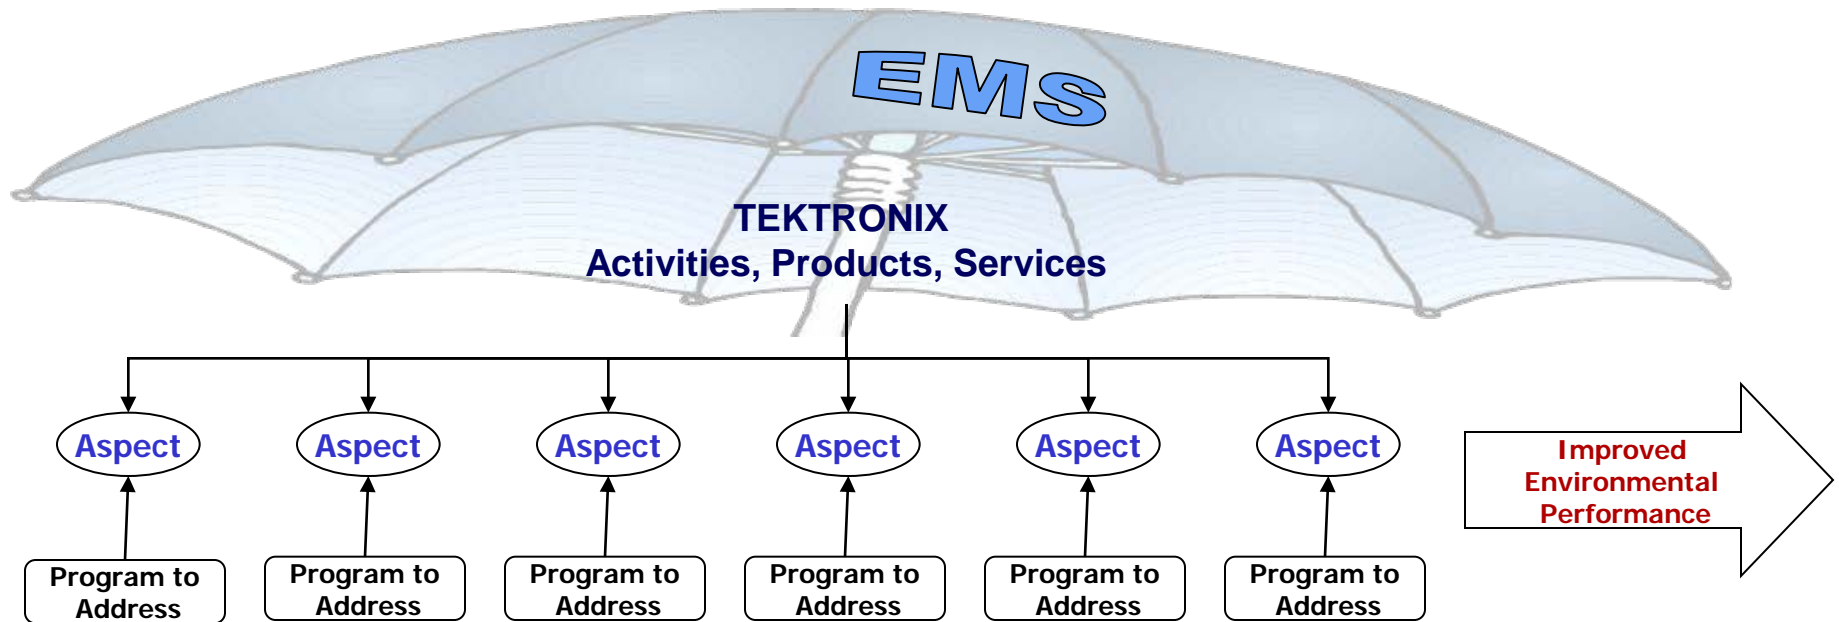 EMS
TEKTRONIX
Activities, Products, Services
Aspect
Aspect
Aspect
Aspect
Aspect
Aspect
Improved
Environmental
Performance
Program to
Address
Program to
Address
Program to
Address
Program to
Address
Program to
Address
Program to
Address